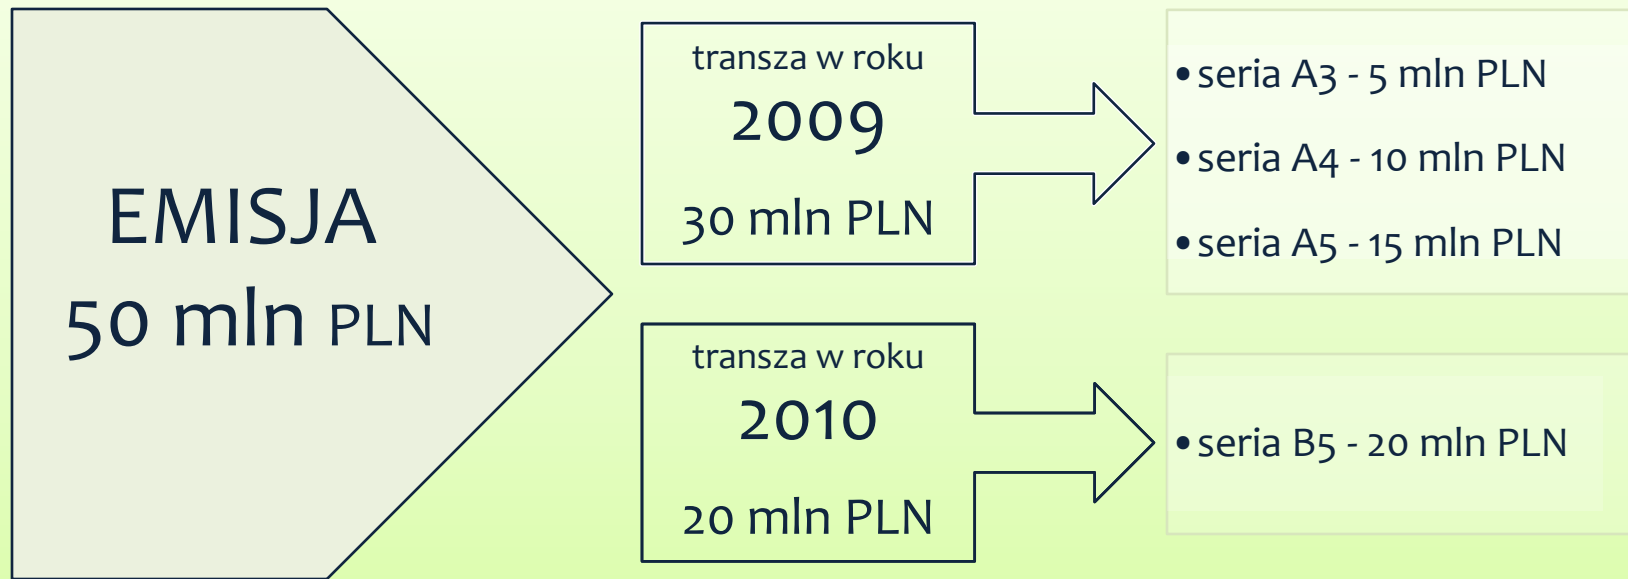 EMISJA
50 mln PLN
transza w roku
2009
30 mln PLN
• seria A3 - 5 mln PLN
• seria A4 - 10 mln PLN
• seria A5 - 15 mln PLN
transza w roku
2010
20 mln PLN
• seria B5 - 20 mln PLN